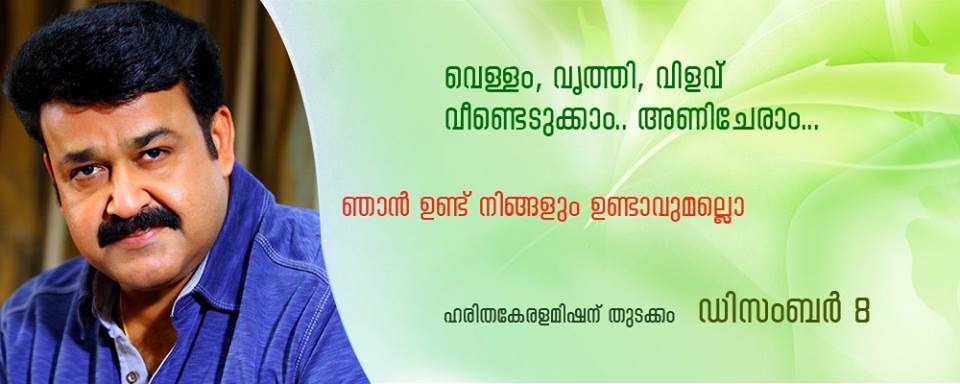 വെള്ളം, വൃത്തി, വിളവ്
വീണ്ടെടുക്കാം.. അണിചേരാം...
ഞാൻ ഉണ്ട് നിങ്ങളും ഉണ്ടാവുമല്ലൊ
ഹരിതകേരളമിഷന് തുടക്കം ഡിസംബർ 8